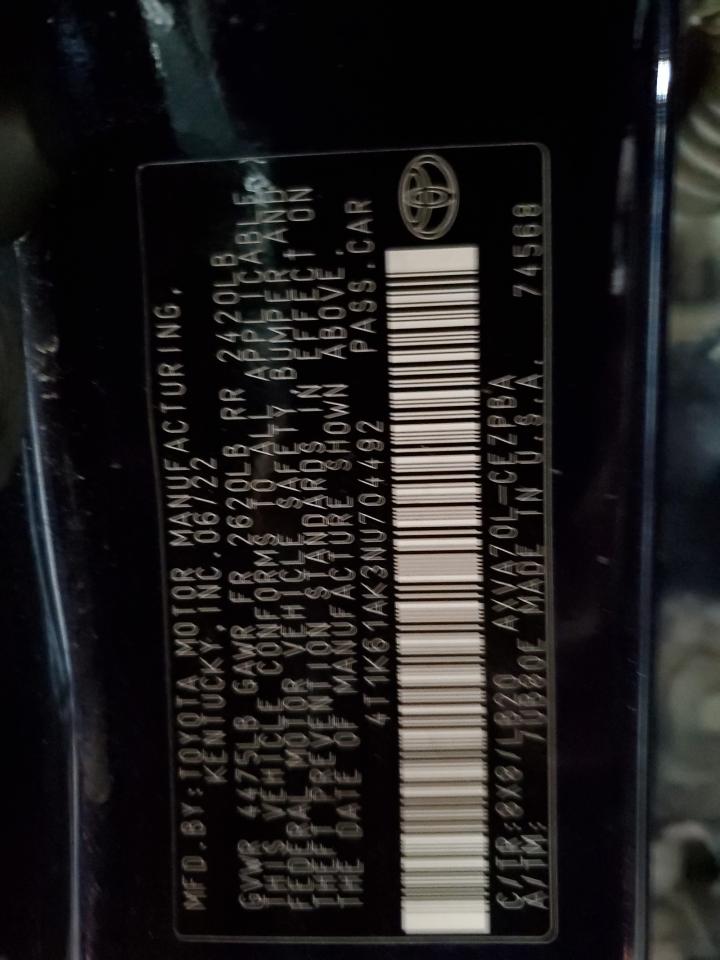 MFD.BY:TOYOTA MOTOR MANUFACTURING,
KENTUCKY,INC.06/22
GVWR 4475LB GAWR FR 2620LB RR 2420LB
THIS VEHICLE CONFORMS TO ALL APPLICABLE
FEDERAL MOTOR VEHICLE SAFETY BUMPER AND
THEFT PREVENTION STANDARDS IN EFFECT ON
THE DATE OF MANUFACTURE SHOWN ABOVE.
4T1K61AK3NU704492 PASS.CAR
C/TR:8X8/LB20 AXVA70L-CEZPBA
A/TM: /UB80E MADE IN U.S.A. 74568